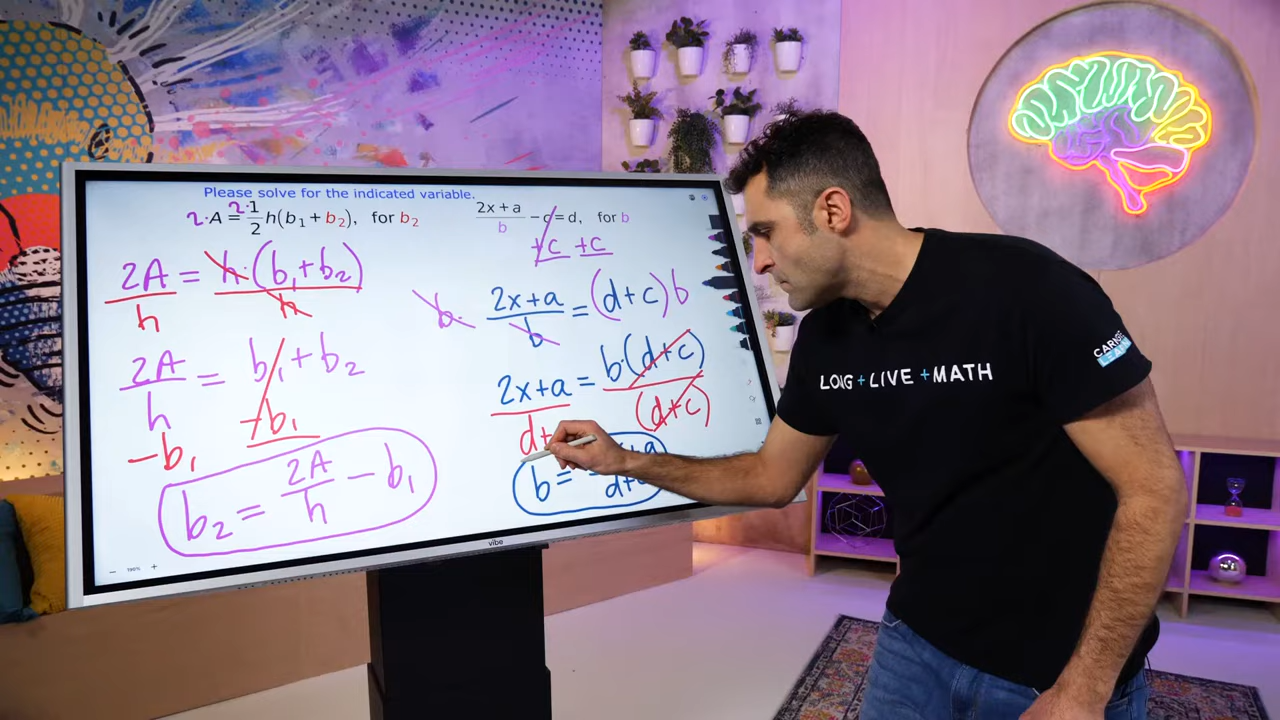 Please solve for the indicated variable.
2·A = 2·1/2 h(b₁+b₂), for b₂
2A/h = h·(b₁+b₂)/h
2A/h = b₁+b₂
-b₁ -b₁
b₂ = 2A/h - b₁
(2x + a)/b - c = d, for b
+c +c
b· (2x+a)/b = (d+c)b
2x+a = b·(d+c)
d+ (d+c)
b =
vibe
LONG + LIVE + MATH
LEARN